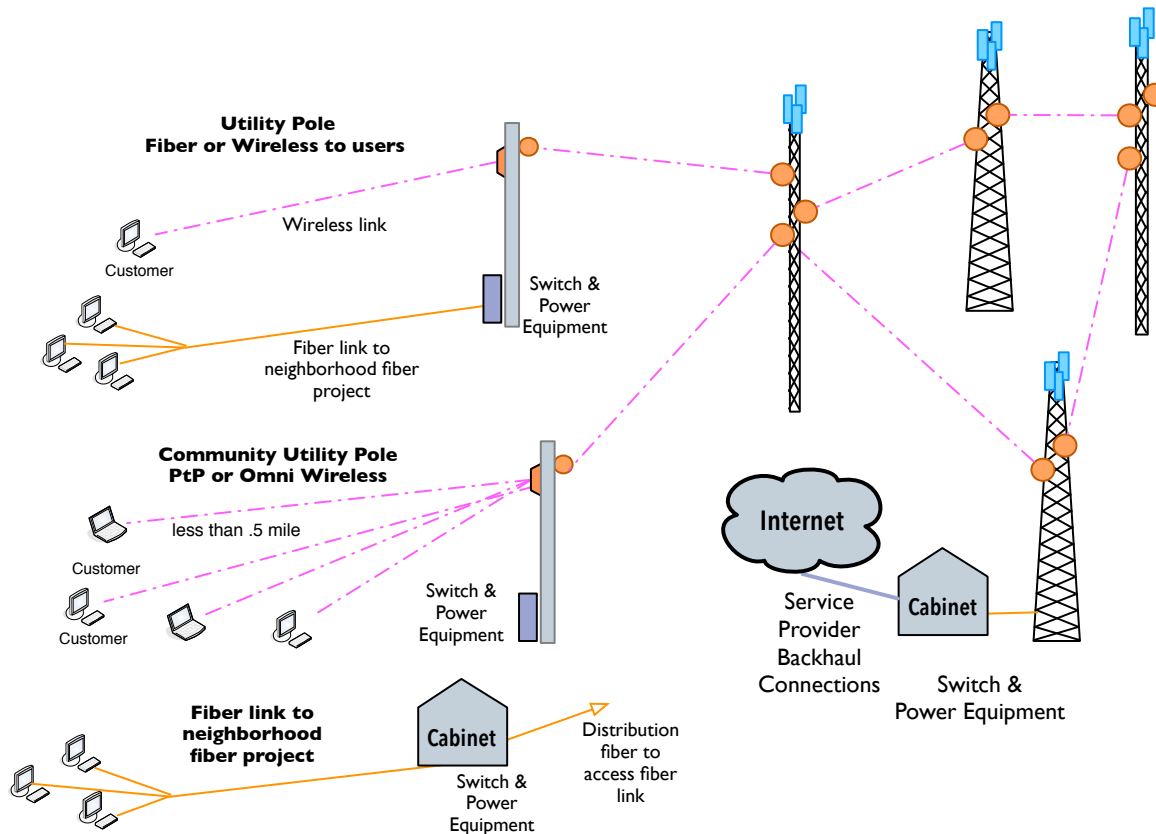 Utility Pole
Fiber or Wireless to users
Wireless link
Customer
Switch &
Power
Equipment
Fiber link to
neighborhood fiber
project
Community Utility Pole
PtP or Omni Wireless
less than .5 mile
Customer
Customer
Switch &
Power
Equipment
Internet
Cabinet
Service
Provider
Backhaul
Connections
Switch &
Power Equipment
Fiber link to
neighborhood
fiber project
Cabinet
Switch &
Power
Equipment
Distribution
fiber to
access fiber
link